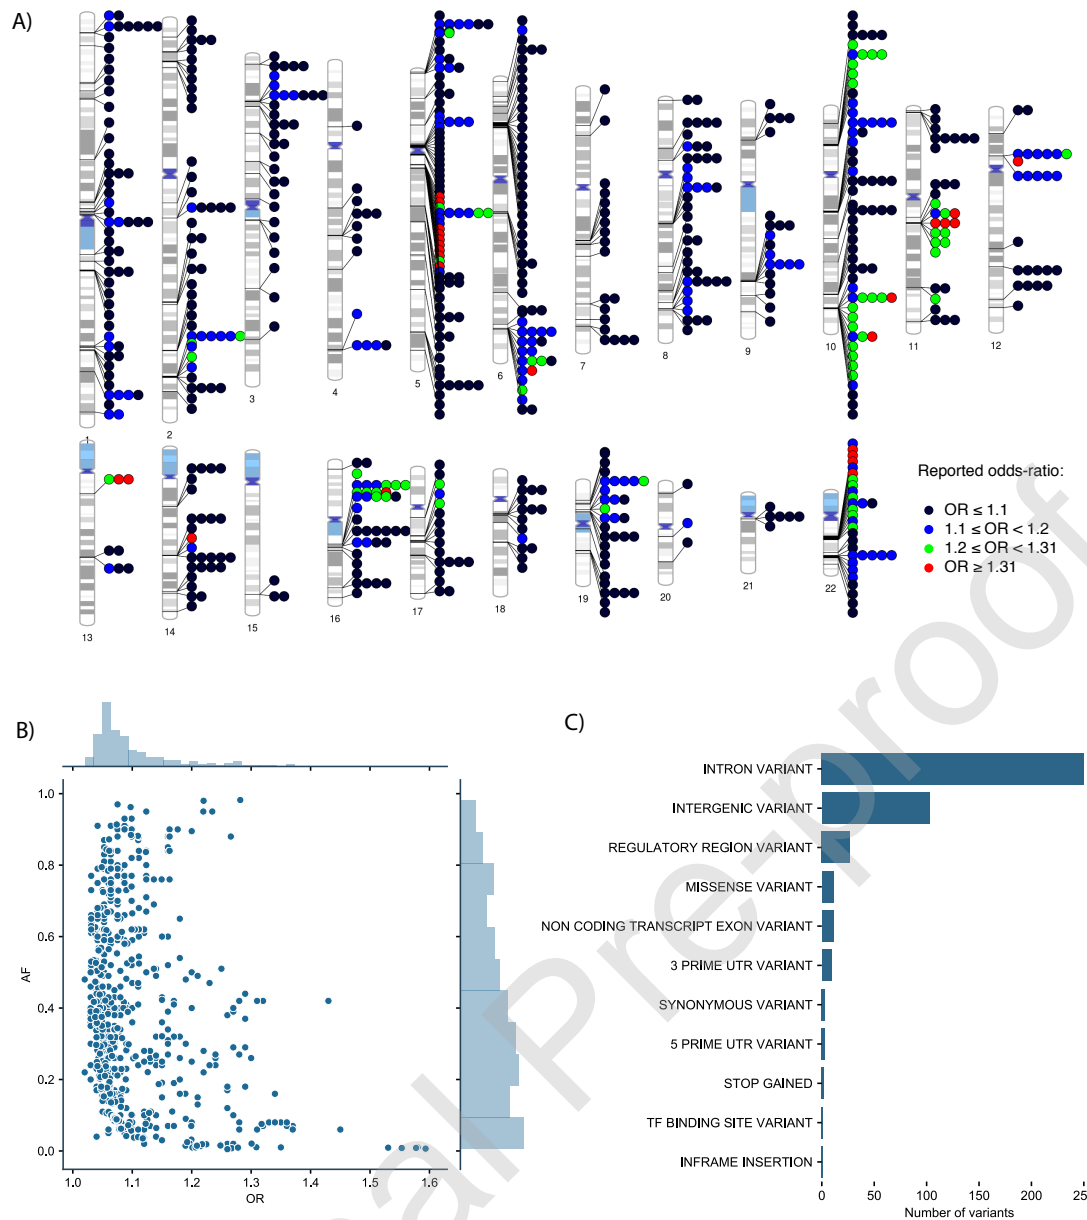 A)
1
2
3
4
5
6
7
8
9
10
11
12
Reported odds-ratio:
OR ≤ 1.1
1.1 ≤ OR < 1.2
1.2 ≤ OR < 1.31
OR ≥ 1.31
13
14
15
16
17
18
19
20
21
22
B)
1.0
0.8
0.6
0.4
0.2
0.0
AF
1.0 1.1 1.2 1.3 1.4 1.5 1.6
OR
C)
INTRON VARIANT
INTERGENIC VARIANT
REGULATORY REGION VARIANT
MISSENSE VARIANT
NON CODING TRANSCRIPT EXON VARIANT
3 PRIME UTR VARIANT
SYNONYMOUS VARIANT
5 PRIME UTR VARIANT
STOP GAINED
TF BINDING SITE VARIANT
INFRAME INSERTION
0 50 100 150 200 25
Number of variants
al Pre-proof